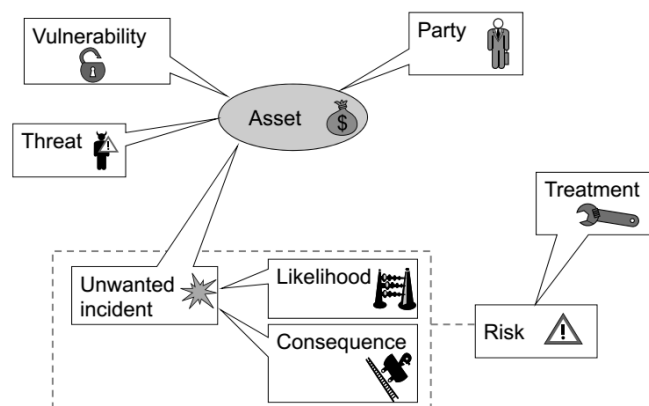 Vulnerability
Party
Asset
$
Threat
Treatment
Unwanted
incident
Likelihood
Consequence
Risk
!
!